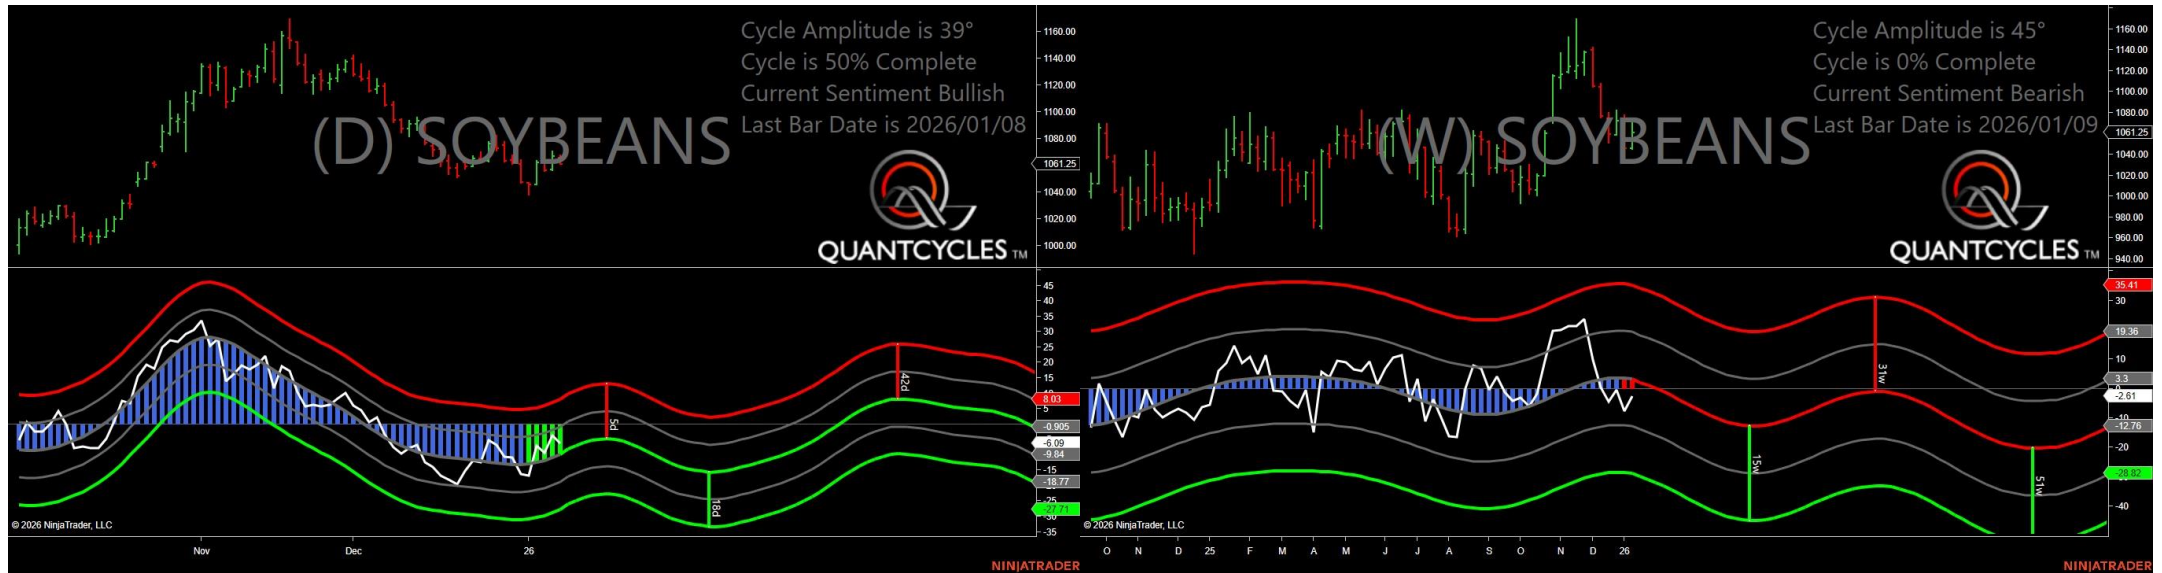 Cycle Amplitude is 39°
Cycle is 50% Complete
Current Sentiment Bullish
Last Bar Date is 2026/01/08
(D) SOYBEANS
QUANTCYCLES TM
1160.00
1140.00
1120.00
1100.00
1080.00
1061.25
1040.00
1020.00
1000.00
45
40
35
30
25
20
15
8.03
5
-0.905
-6.09
-9.84
-15
-18.77
-25
-27.71
-35
5d
18d
42d
© 2026 NinjaTrader, LLC
Nov
Dec
26
NINJATRADER
Cycle Amplitude is 45°
Cycle is 0% Complete
Current Sentiment Bearish
Last Bar Date is 2026/01/09
(W) SOYBEANS
QUANTCYCLES TM
1160.00
1140.00
1120.00
1100.00
1080.00
1061.25
1040.00
1020.00
1000.00
980.00
960.00
940.00
35.41
30
19.36
10
3.3
-2.61
-10
-12.76
-20
-28.82
-40
15w
31w
51w
© 2026 NinjaTrader, LLC
O N D 25 F M A M J J A S O N D 26
NINJATRADER